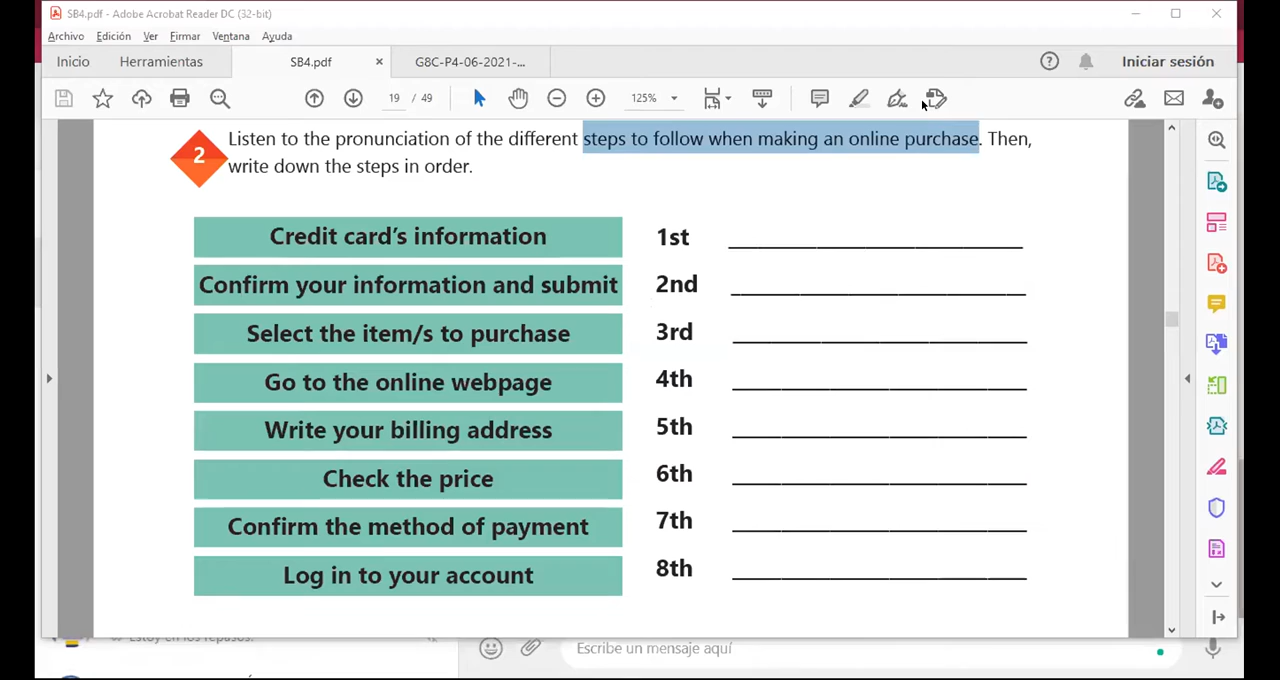 SB4.pdf - Adobe Acrobat Reader DC (32-bit)
Archivo Edición Ver Firmar Ventana Ayuda
Inicio Herramientas SB4.pdf × G8C-P4-06-2021-... Iniciar sesión
19 / 49 125%
2
Listen to the pronunciation of the different steps to follow when making an online purchase. Then,
write down the steps in order.
Credit card's information 1st
Confirm your information and submit 2nd
Select the item/s to purchase 3rd
Go to the online webpage 4th
Write your billing address 5th
Check the price 6th
Confirm the method of payment 7th
Log in to your account 8th
Estoy en los repasos.
Escribe un mensaje aquí